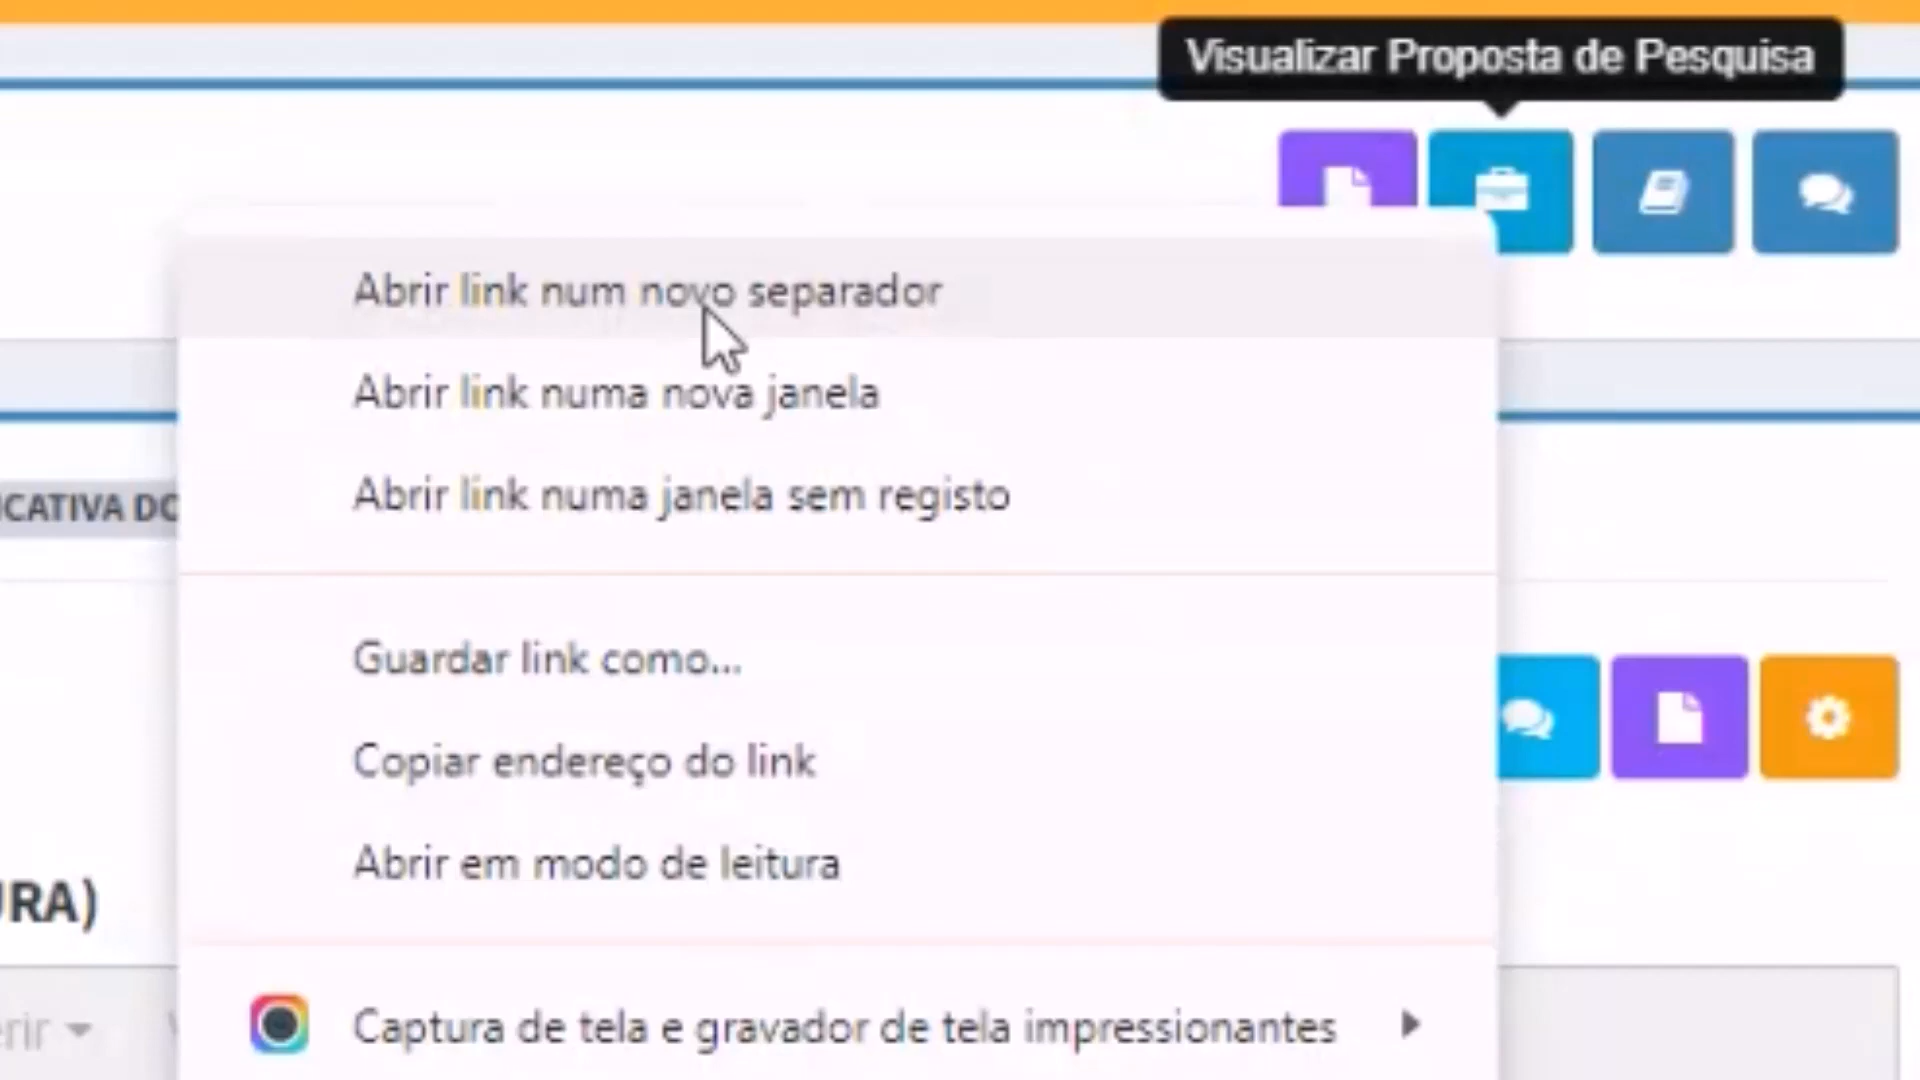 Visualizar Proposta de Pesquisa
Abrir link num novo separador
Abrir link numa nova janela
Abrir link numa janela sem registo
ICATIVA DO
Guardar link como...
Copiar endereço do link
Abrir em modo de leitura
URA)
erir
Captura de tela e gravador de tela impressionantes